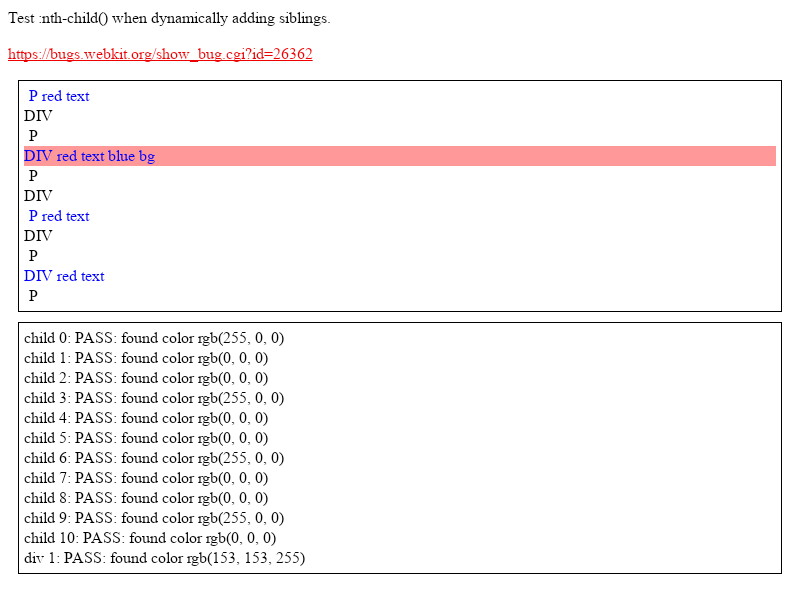 Test :nth-child() when dynamically adding siblings.
https://bugs.webkit.org/show_bug.cgi?id=26362
P red text
DIV
P
DIV red text blue bg
P
DIV
P red text
DIV
P
DIV red text
P
child 0: PASS: found color rgb(255, 0, 0)
child 1: PASS: found color rgb(0, 0, 0)
child 2: PASS: found color rgb(0, 0, 0)
child 3: PASS: found color rgb(255, 0, 0)
child 4: PASS: found color rgb(0, 0, 0)
child 5: PASS: found color rgb(0, 0, 0)
child 6: PASS: found color rgb(255, 0, 0)
child 7: PASS: found color rgb(0, 0, 0)
child 8: PASS: found color rgb(0, 0, 0)
child 9: PASS: found color rgb(255, 0, 0)
child 10: PASS: found color rgb(0, 0, 0)
div 1: PASS: found color rgb(153, 153, 255)